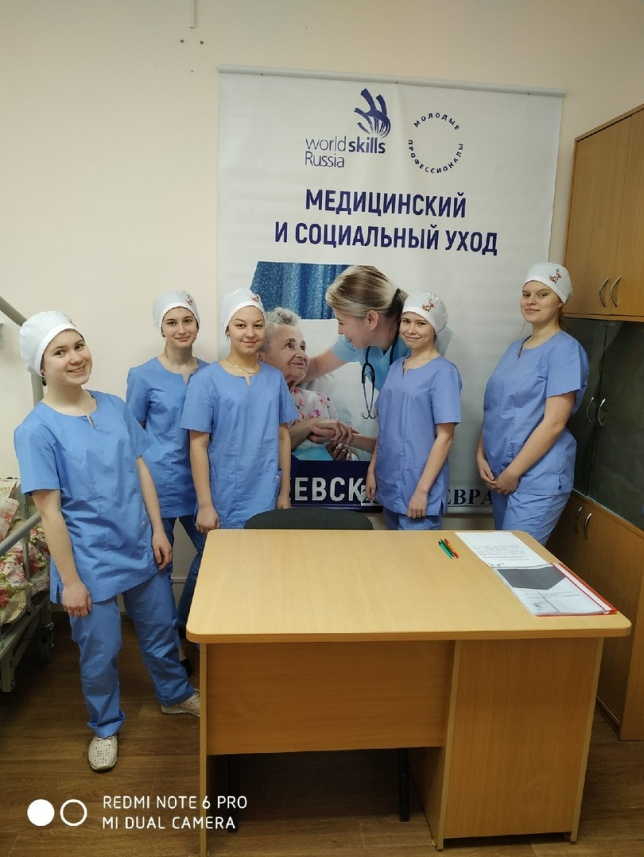 worldskills
Russia
МОЛОДЫЕ
ПРОФЕССИОНАЛЫ
МЕДИЦИНСКИЙ
И СОЦИАЛЬНЫЙ УХОД
REDMI NOTE 6 PRO
MI DUAL CAMERA